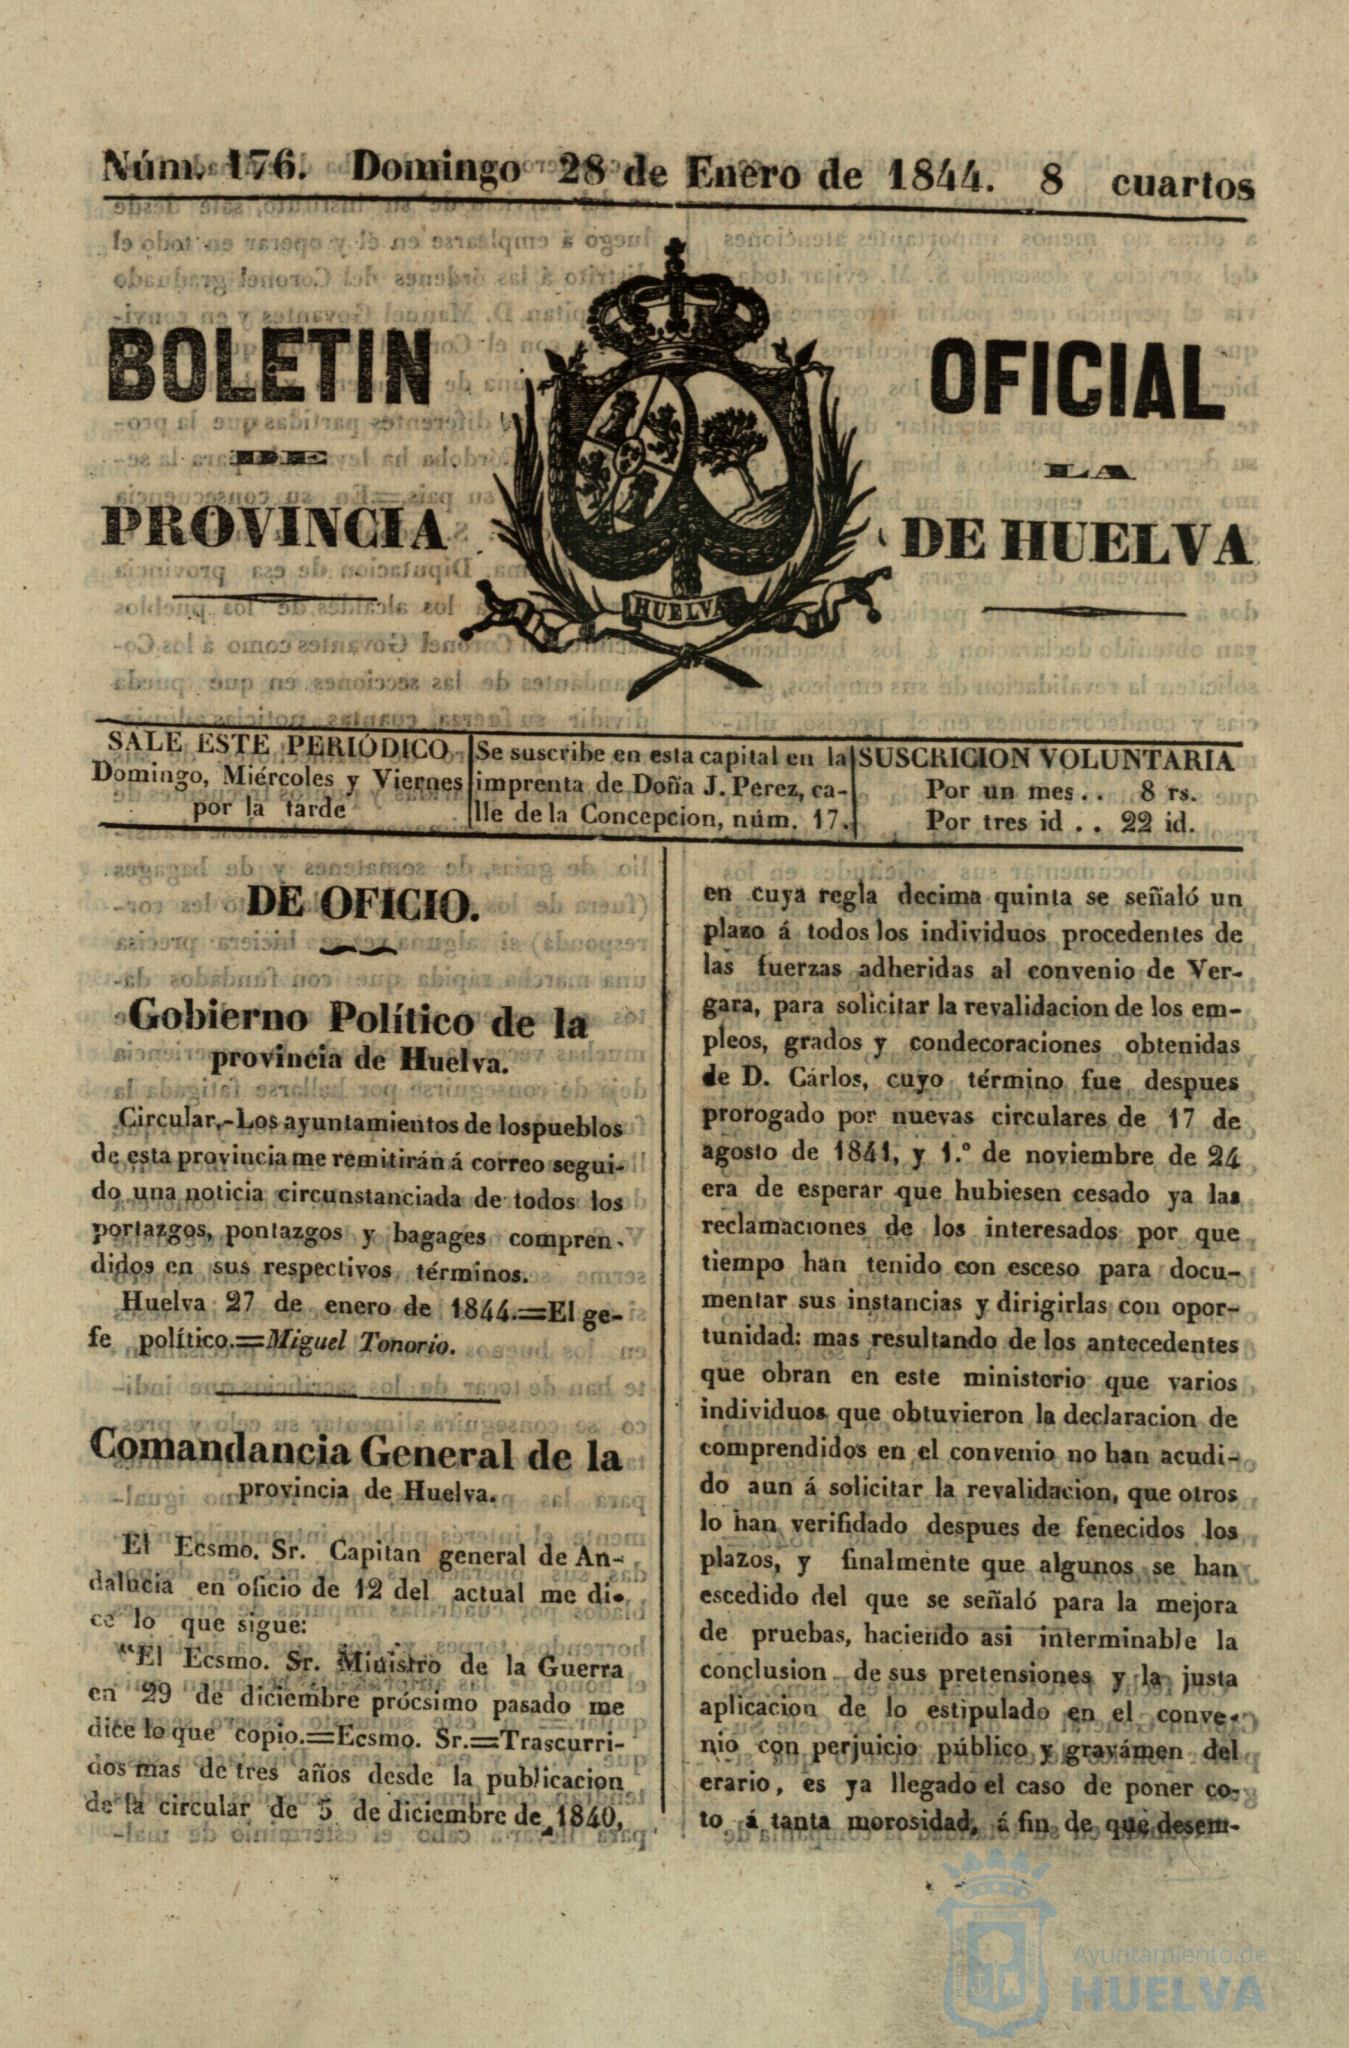 Núm. 176. Domingo 28 de Enero de 1844. 8 cuartos
BOLETIN OFICIAL
DE LA
PROVINCIA DE HUELVA
HUELVA
SALE ESTE PERIÓDICO
Domingo, Miércoles y Viernes
por la tarde
Se suscribe en esta capital en la
imprenta de Doña J. Perez, ca-
lle de la Concepcion, núm. 17.
SUSCRICION VOLUNTARIA
Por un mes . . 8 rs.
Por tres id . . 22 id.
DE OFICIO.
Gobierno Político de la
provincia de Huelva.
Circular.-Los ayuntamientos de lospueblos
de esta provincia me remitirán á correo segui-
do una noticia circunstanciada de todos los
portazgos, pontazgos y bagages compren-
didos en sus respectivos términos.
Huelva 27 de enero de 1844.=El ge-
fe político.=Miguel Tonorio.
Comandancia General de la
provincia de Huelva.
El Ecsmo. Sr. Capitan general de An-
dalucia en oficio de 12 del actual me di-
ce lo que sigue:
"El Ecsmo. Sr. Ministro de la Guerra
en 29 de diciembre prócsimo pasado me
dice lo que copio.=Ecsmo. Sr.=Trascurri-
dos mas de tres años desde la publicacion
de la circular de 5 de diciembre de 1840,
en cuya regla decima quinta se señaló un
plazo á todos los individuos procedentes de
las fuerzas adheridas al convenio de Ver-
gara, para solicitar la revalidacion de los em-
pleos, grados y condecoraciones obtenidas
de D. Cárlos, cuyo término fue despues
prorogado por nuevas circulares de 17 de
agosto de 1841, y 1.° de noviembre de 24
era de esperar que hubiesen cesado ya las
reclamaciones de los interesados por que
tiempo han tenido con esceso para docu-
mentar sus instancias y dirigirlas con opor-
tunidad: mas resultando de los antecedentes
que obran en este ministerio que varios
individuos que obtuvieron la declaracion de
comprendidos en el convenio no han acudi-
do aun á solicitar la revalidacion, que otros
lo han verifidado despues de fenecidos los
plazos, y finalmente que algunos se han
escedido del que se señaló para la mejora
de pruebas, haciendo asi interminable la
conclusion de sus pretensiones y la justa
aplicacion de lo estipulado en el conve-
nio con perjuicio público y gravámen del
erario, es ya llegado el caso de poner co-
to á tanta morosidad, á fin de que desem-
Ayuntamiento de
HUELVA